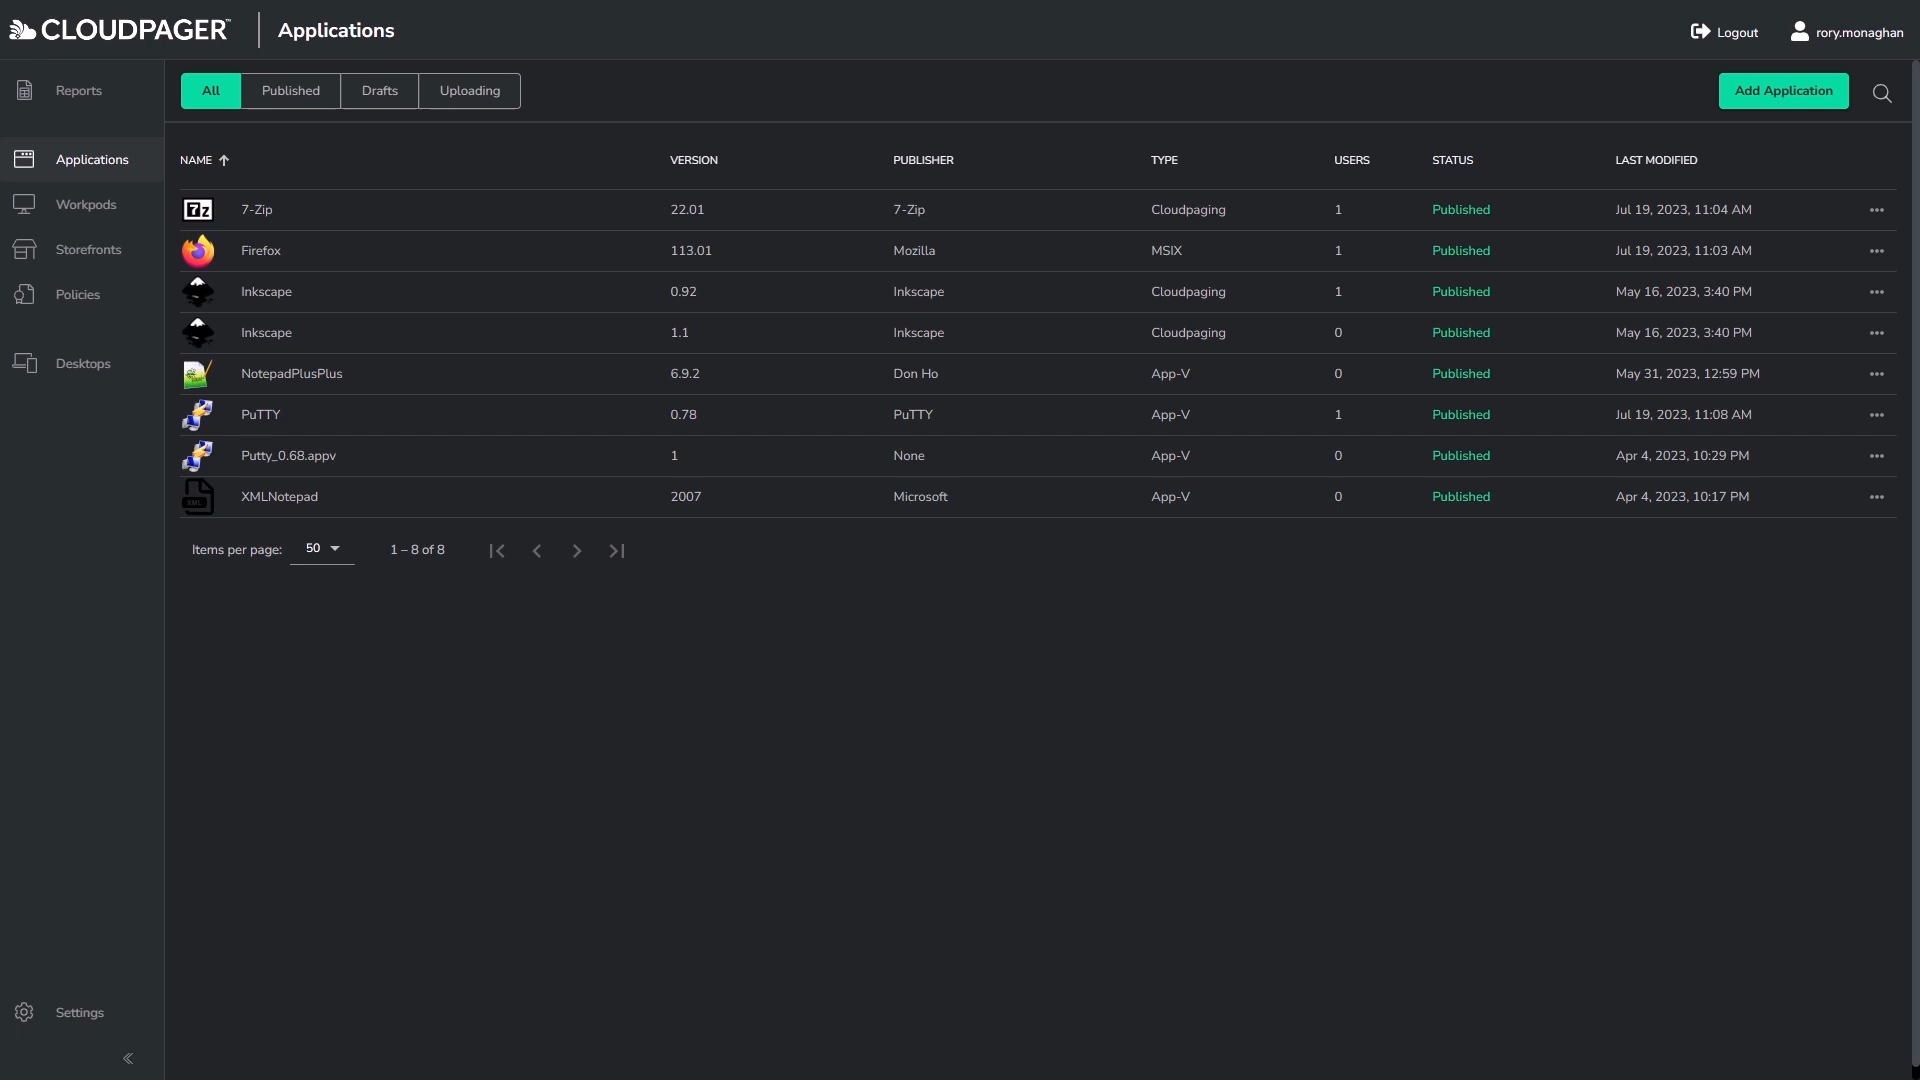 CLOUDPAGER™ Applications Logout rory.monaghan
Reports
Applications
Workpods
Storefronts
Policies
Desktops
Settings
All Published Drafts Uploading Add Application
NAME VERSION PUBLISHER TYPE USERS STATUS LAST MODIFIED
7z 7-Zip 22.01 7-Zip Cloudpaging 1 Published Jul 19, 2023, 11:04 AM
Firefox 113.01 Mozilla MSIX 1 Published Jul 19, 2023, 11:03 AM
Inkscape 0.92 Inkscape Cloudpaging 1 Published May 16, 2023, 3:40 PM
Inkscape 1.1 Inkscape Cloudpaging 0 Published May 16, 2023, 3:40 PM
NotepadPlusPlus 6.9.2 Don Ho App-V 0 Published May 31, 2023, 12:59 PM
PuTTY 0.78 PuTTY App-V 1 Published Jul 19, 2023, 11:08 AM
Putty_0.68.appv 1 None App-V 0 Published Apr 4, 2023, 10:29 PM
XML XMLNotepad 2007 Microsoft App-V 0 Published Apr 4, 2023, 10:17 PM
Items per page: 50 1 – 8 of 8